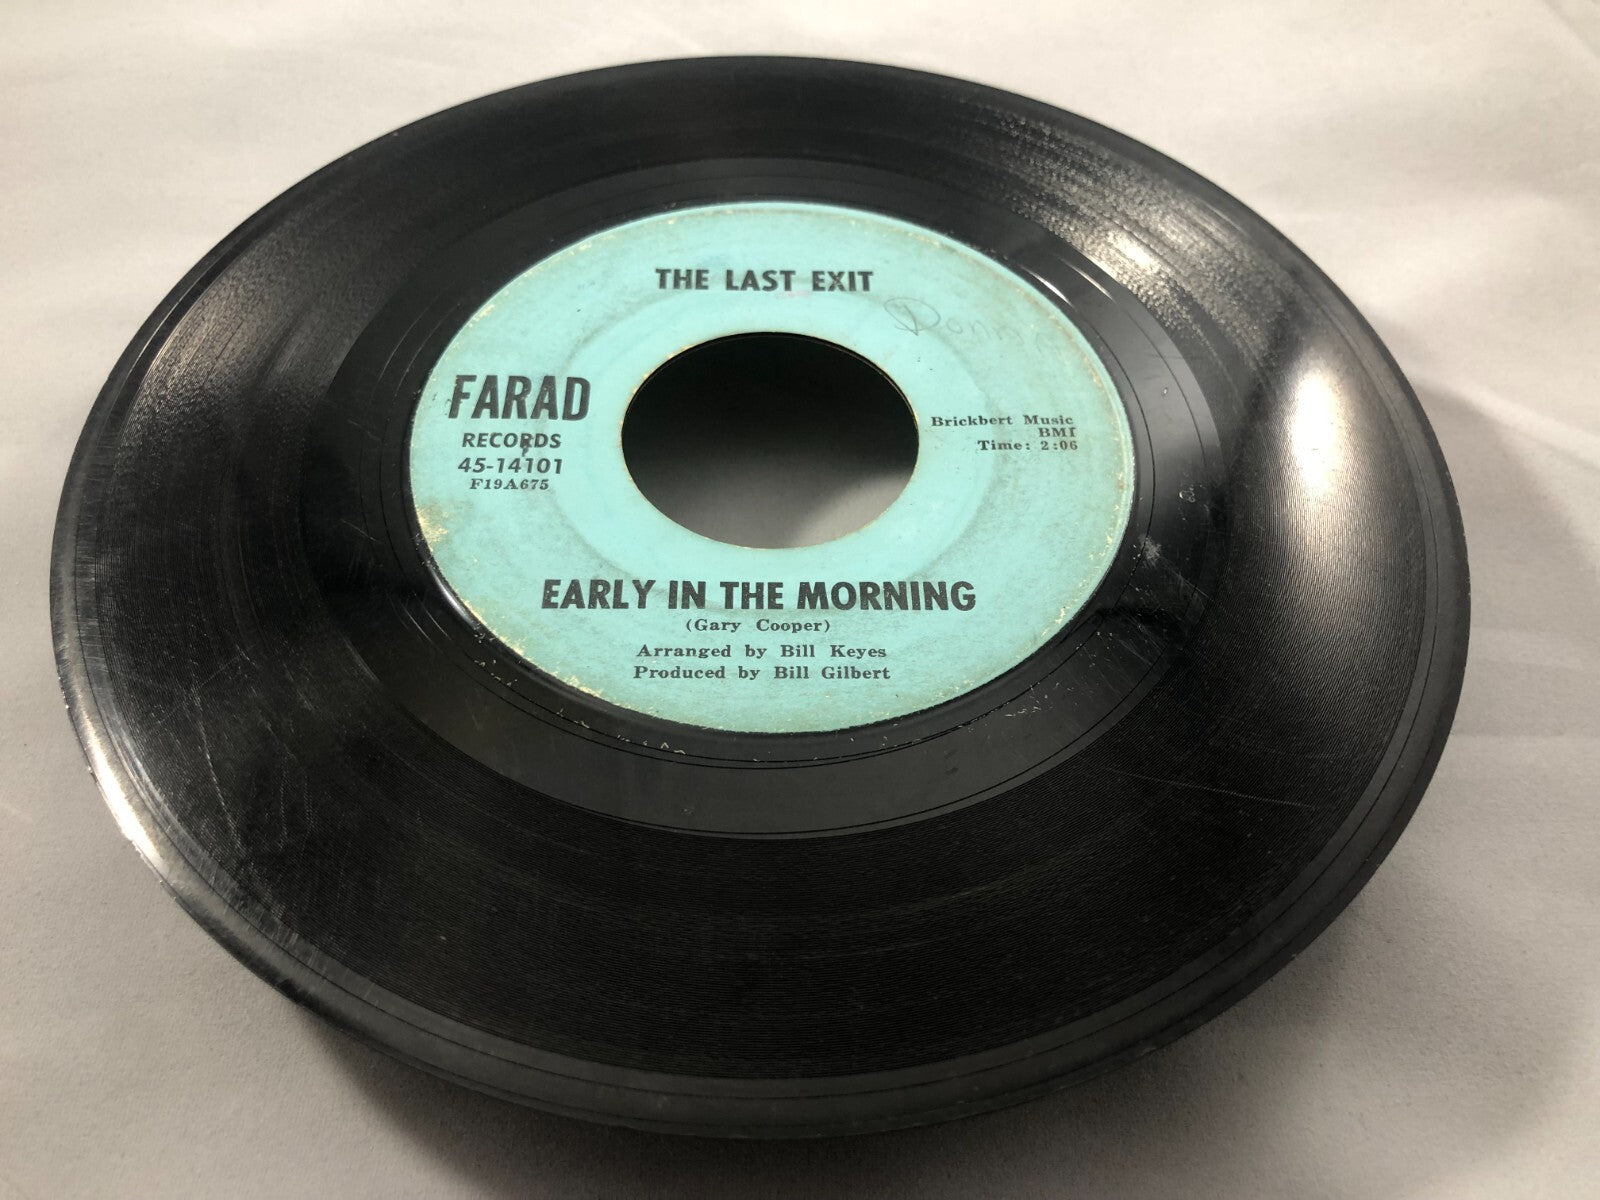 THE LAST EXIT
FARAD
RECORDS
45-14101
F19A675
Brickbert Music
BMI
Time: 2:06
EARLY IN THE MORNING
(Gary Cooper)
Arranged by Bill Keyes
Produced by Bill Gilbert